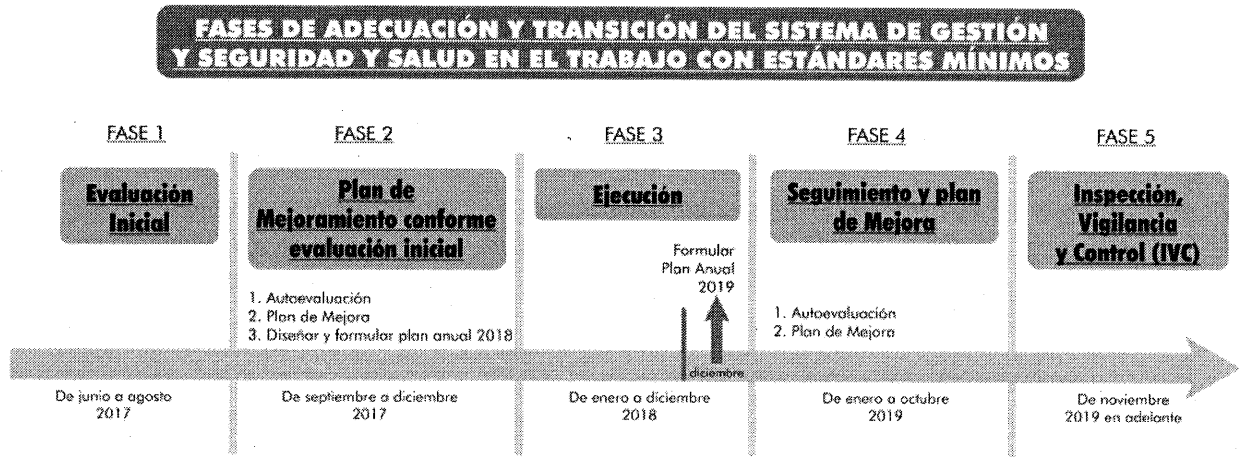 FASES DE ADECUACIÓN Y TRANSICIÓN DEL SISTEMA DE GESTIÓN
Y SEGURIDAD Y SALUD EN EL TRABAJO CON ESTÁNDARES MÍNIMOS
FASE 1
Evaluación
Inicial
De junio a agosto
2017
FASE 2
Plan de
Mejoramiento conforme
evaluación inicial
1. Autoevaluación
2. Plan de Mejora
3. Diseñar y formular plan anual 2018
De septiembre a diciembre
2017
FASE 3
Ejecución
Formular
Plan Anual
2019
diciembre
De enero a diciembre
2018
FASE 4
Seguimiento y plan
de Mejora
1. Autoevaluación
2. Plan de Mejora
De enero a octubre
2019
FASE 5
Inspección,
Vigilancia
y Control (IVC)
De noviembre
2019 en adelante